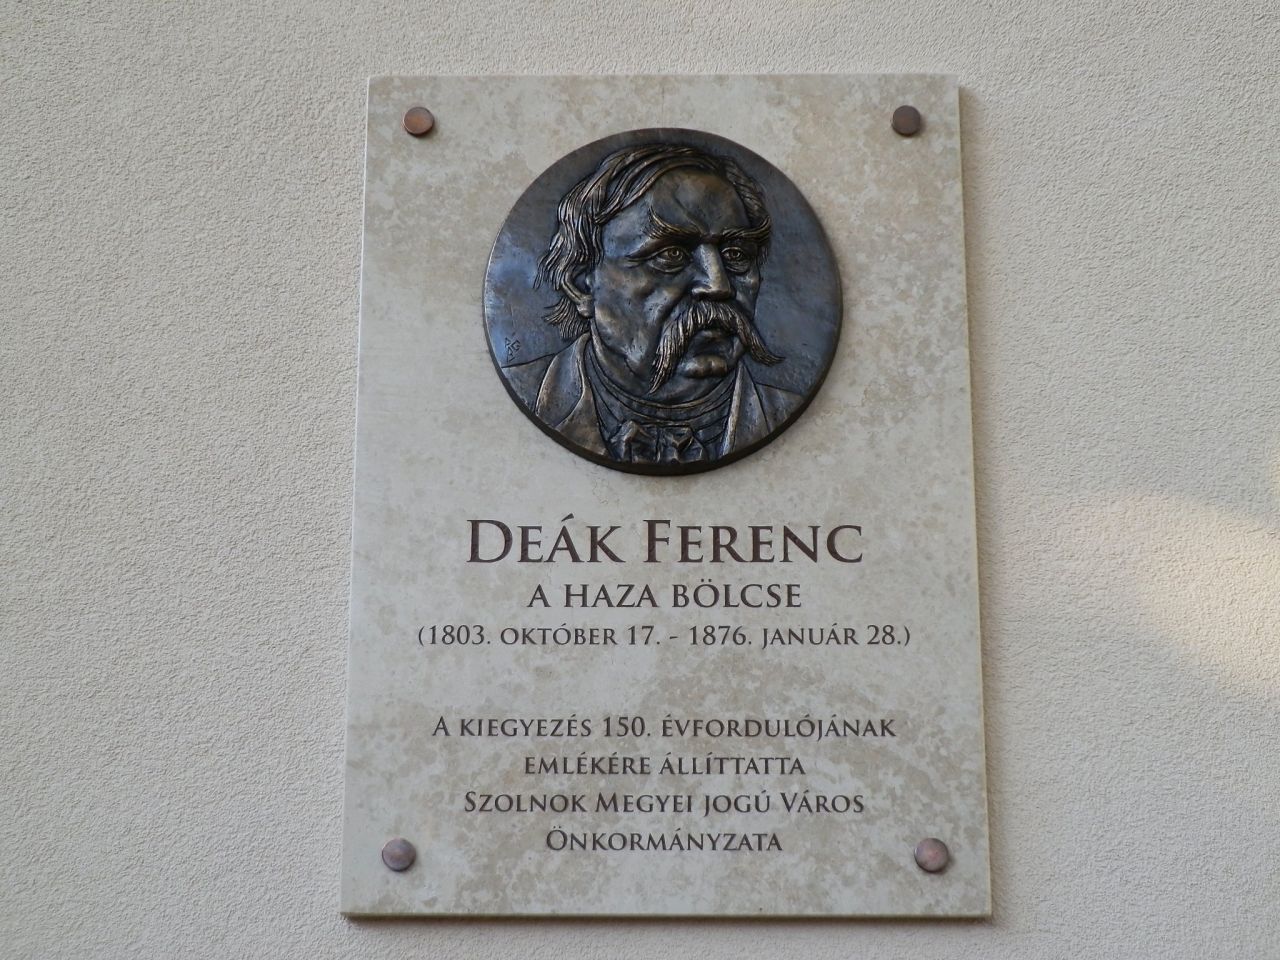 DEÁK FERENC
A HAZA BÖLCSE
(1803. OKTÓBER 17. - 1876. JANUÁR 28.)
A KIEGYEZÉS 150. ÉVFORDULÓJÁNAK
EMLÉKÉRE ÁLLÍTTATTA
SZOLNOK MEGYEI JOGÚ VÁROS
ÖNKORMÁNYZATA